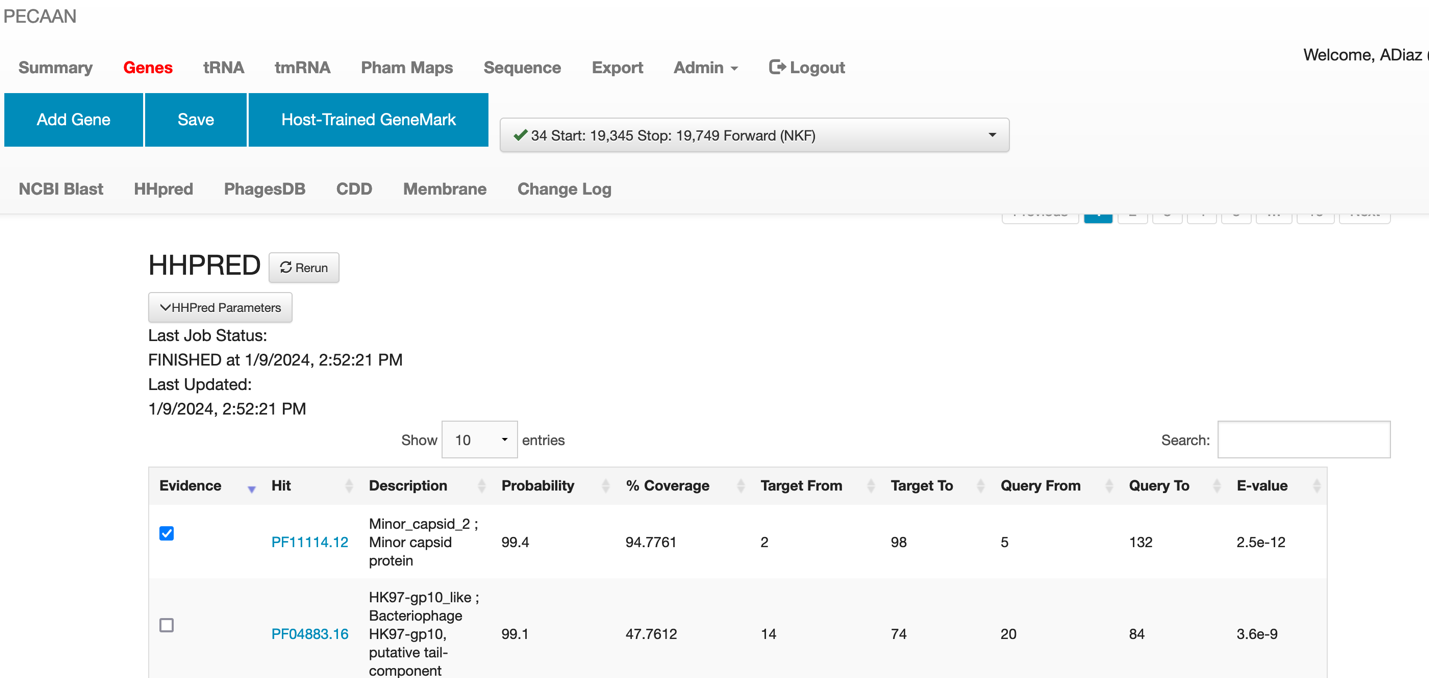 PECAAN
Welcome, ADiaz (
Summary Genes tRNA tmRNA Pham Maps Sequence Export Admin Logout
Add Gene Save Host-Trained GeneMark
34 Start: 19,345 Stop: 19,749 Forward (NKF)
NCBI Blast HHpred PhagesDB CDD Membrane Change Log
HHPRED Rerun
HHPred Parameters
Last Job Status:
FINISHED at 1/9/2024, 2:52:21 PM
Last Updated:
1/9/2024, 2:52:21 PM
Show 10 entries Search:
Evidence Hit Description Probability % Coverage Target From Target To Query From Query To E-value
Minor_capsid_2 ;
PF11114.12 Minor capsid 99.4 94.7761 2 98 5 132 2.5e-12
protein
HK97-gp10_like ;
Bacteriophage
PF04883.16 HK97-gp10, 99.1 47.7612 14 74 20 84 3.6e-9
putative tail-
component